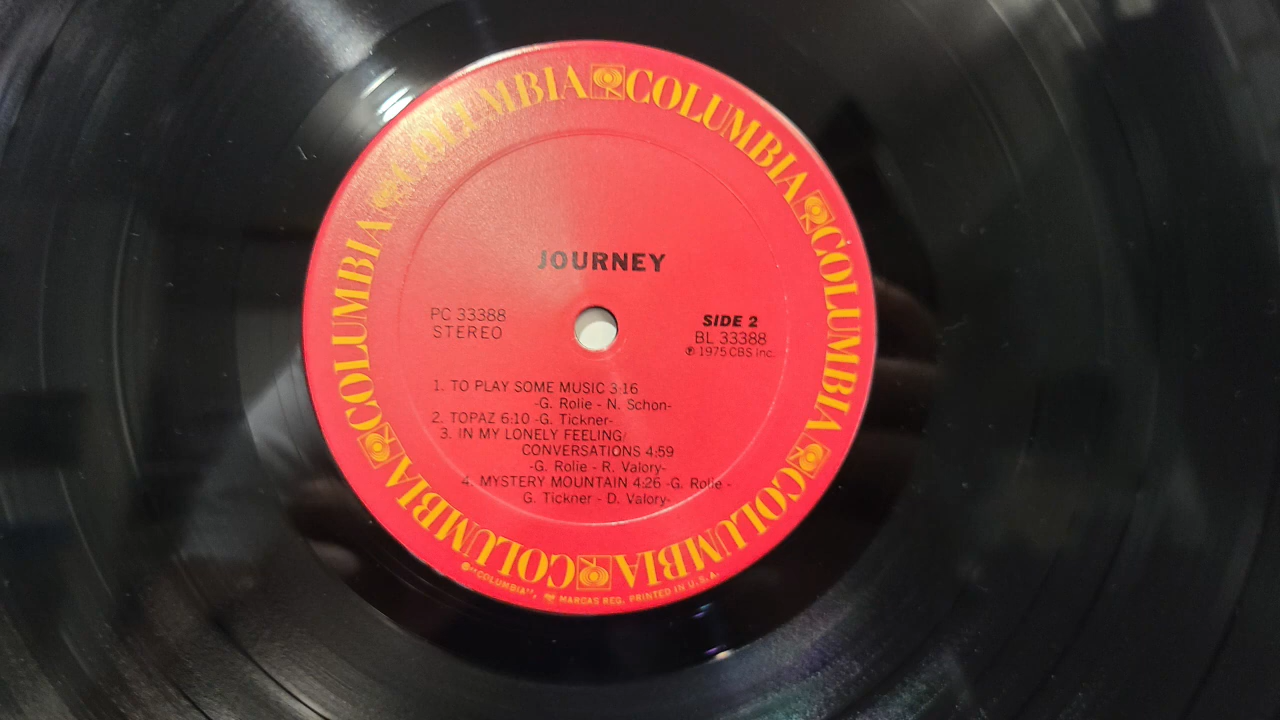 COLUMBIA COLUMBIA COLUMBIA COLUMBIA COLUMBIA COLUMBIA COLUMBIA
JOURNEY
PC 33388
STEREO
SIDE 2
BL 33388
℗ 1975 CBS Inc.
1. TO PLAY SOME MUSIC 3:16
-G. Rolie - N. Schon-
2. TOPAZ 6:10 -G. Tickner-
3. IN MY LONELY FEELING/
CONVERSATIONS 4:59
-G. Rolie - R. Valory-
4. MYSTERY MOUNTAIN 4:26 -G. Rolie -
G. Tickner - D. Valory-
"COLUMBIA", MARCAS REG. PRINTED IN U.S.A.